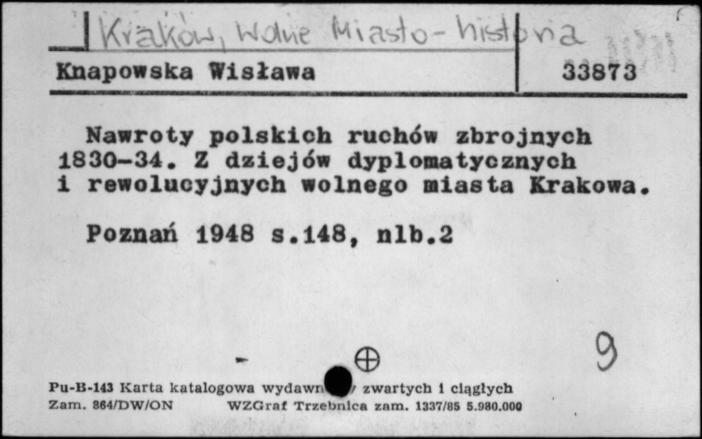 Kraków, Wolne Miasto - historia
Knapowska Wisława 33873
Nawroty polskich ruchów zbrojnych
1830-34. Z dziejów dyplomatycznych
i rewolucyjnych wolnego miasta Krakowa.
Poznań 1948 s.148, nlb.2
9
Pu-B-143 Karta katalogowa wydawn zwartych i ciągłych
Zam. 864/DW/ON WZGraf Trzebnica zam. 1337/85 5.980.000